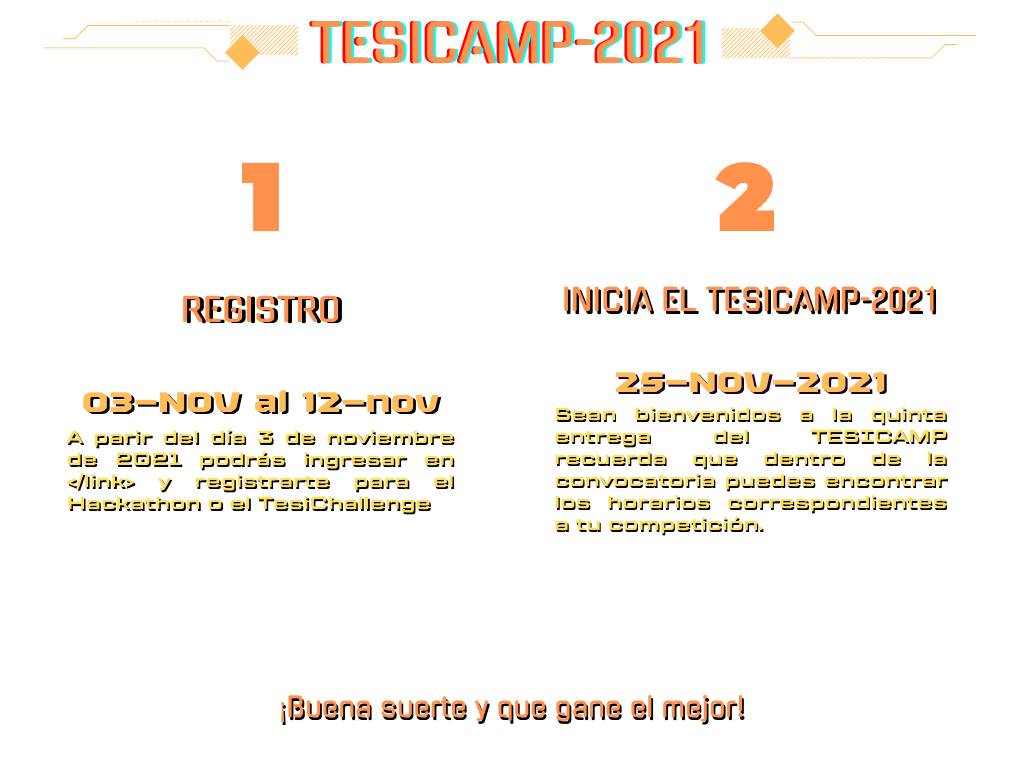 TESICAMP-2021
1
REGISTRO
03-NOV al 12-nov
A parir del día 3 de noviembre
de 2021 podrás ingresar en
</link> y registrarte para el
Hackathon o el TesiChallenge
2
INICIA EL TESICAMP-2021
25-NOV-2021
Sean bienvenidos a la quinta
entrega del TESICAMP
recuerda que dentro de la
convocatoria puedes encontrar
los horarios correspondientes
a tu competición.
¡Buena suerte y que gane el mejor!